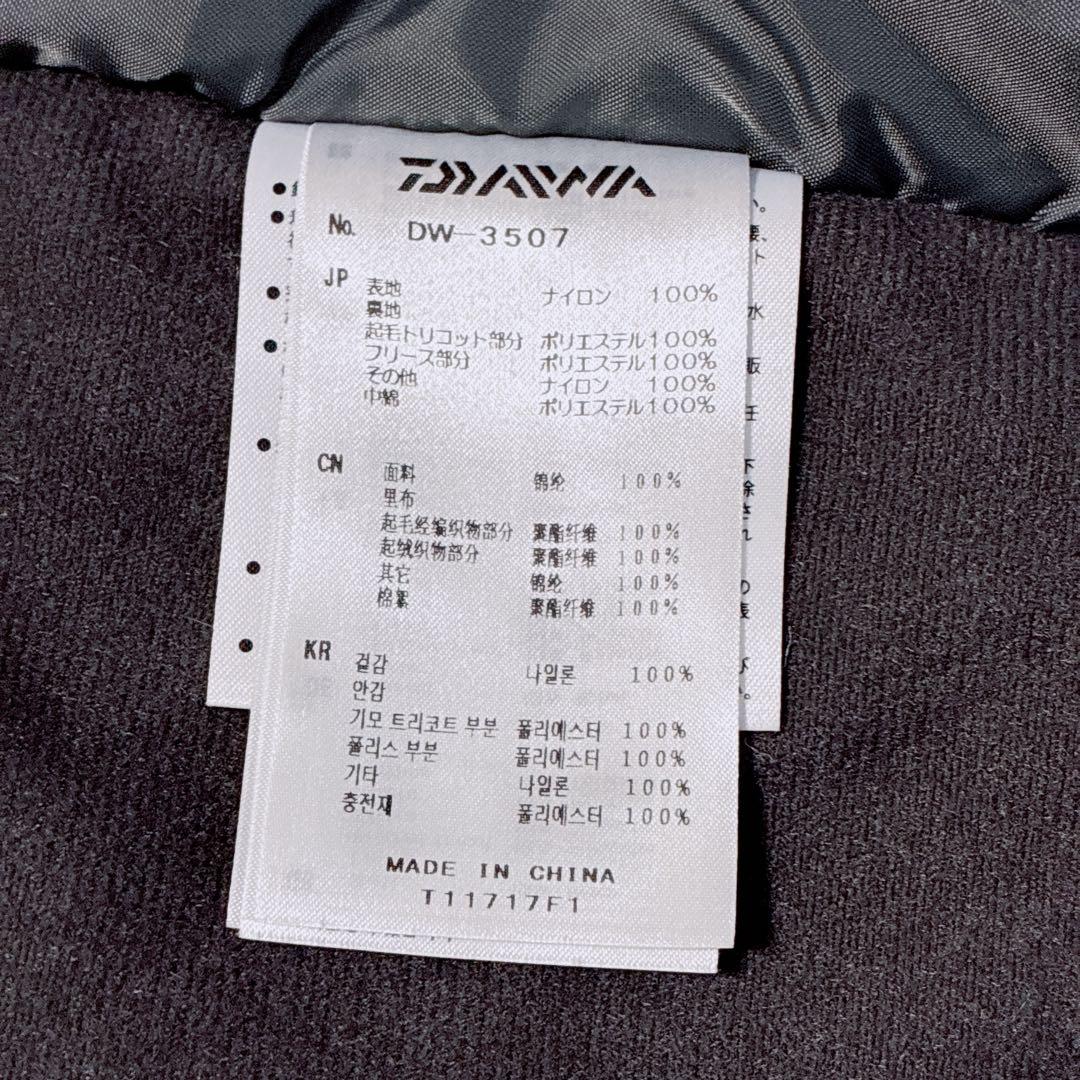 DAIWA
No. DW-3507
JP 表地 ナイロン 100%
裏地
起毛トリコット部分 ポリエステル100%
フリース部分 ポリエステル100%
その他 ナイロン 100%
中綿 ポリエステル100%
CN 面料 锦纶 100%
里布
起毛经编织物部分 聚酯纤维 100%
起绒织物部分 聚酯纤维 100%
其它 锦纶 100%
棉絮 聚酯纤维 100%
KR 겉감 나일론 100%
안감
기모 트리코트 부분 폴리에스터 100%
폴리스 부분 폴리에스터 100%
기타 나일론 100%
충전재 폴리에스터 100%
MADE IN CHINA
T11717F1